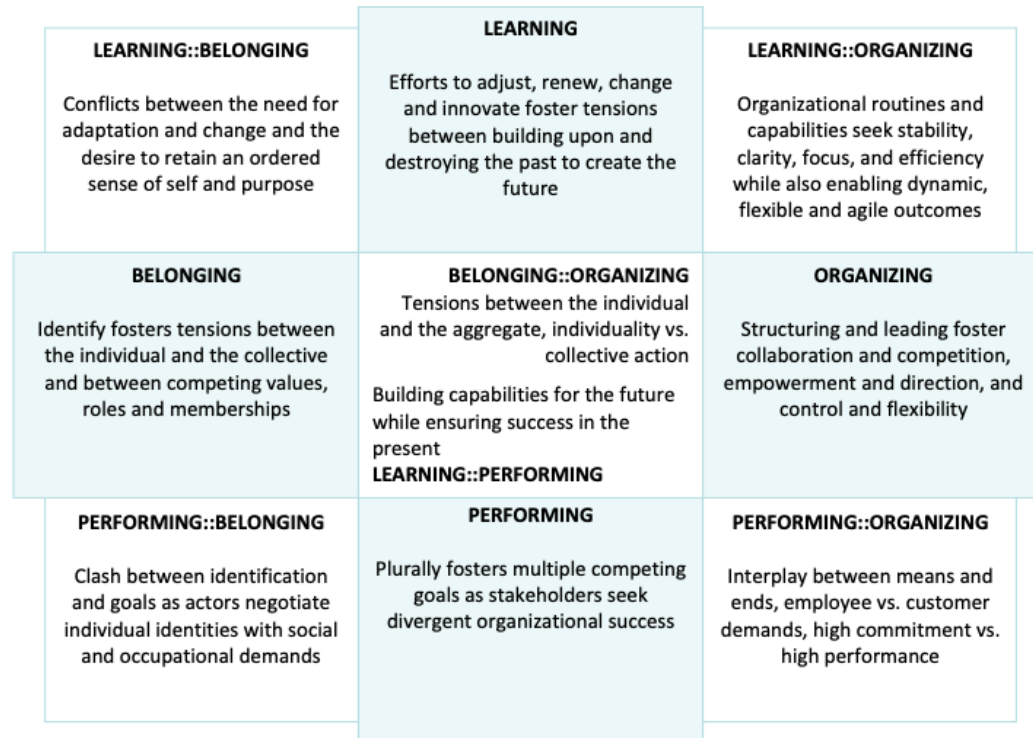 LEARNING::BELONGING
Conflicts between the need for
adaptation and change and the
desire to retain an ordered
sense of self and purpose
LEARNING
Efforts to adjust, renew, change
and innovate foster tensions
between building upon and
destroying the past to create the
future
LEARNING::ORGANIZING
Organizational routines and
capabilities seek stability,
clarity, focus, and efficiency
while also enabling dynamic,
flexible and agile outcomes
BELONGING
Identify fosters tensions between
the individual and the collective
and between competing values,
roles and memberships
BELONGING::ORGANIZING
Tensions between the individual
and the aggregate, individuality vs.
collective action
Building capabilities for the future
while ensuring success in the
present
LEARNING::PERFORMING
ORGANIZING
Structuring and leading foster
collaboration and competition,
empowerment and direction, and
control and flexibility
PERFORMING::BELONGING
Clash between identification
and goals as actors negotiate
individual identities with social
and occupational demands
PERFORMING
Plurally fosters multiple competing
goals as stakeholders seek
divergent organizational success
PERFORMING::ORGANIZING
Interplay between means and
ends, employee vs. customer
demands, high commitment vs.
high performance